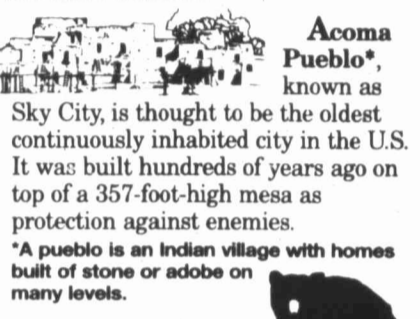 Acoma
Pueblo*,
known as
Sky City, is thought to be the oldest
continuously inhabited city in the U.S.
It was built hundreds of years ago on
top of a 357-foot-high mesa as
protection against enemies.
*A pueblo is an Indian village with homes
built of stone or adobe on
many levels.